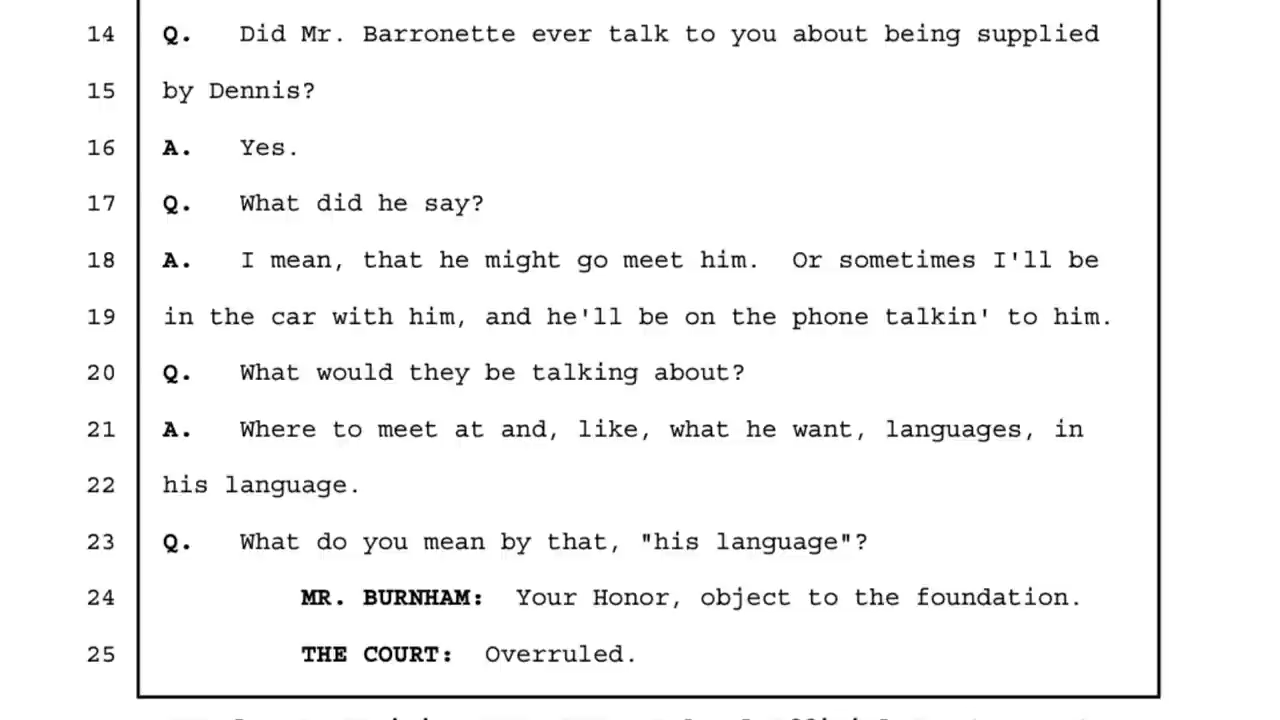 14 Q. Did Mr. Barronette ever talk to you about being supplied
15 by Dennis?
16 A. Yes.
17 Q. What did he say?
18 A. I mean, that he might go meet him. Or sometimes I'll be
19 in the car with him, and he'll be on the phone talkin' to him.
20 Q. What would they be talking about?
21 A. Where to meet at and, like, what he want, languages, in
22 his language.
23 Q. What do you mean by that, "his language"?
24 MR. BURNHAM: Your Honor, object to the foundation.
25 THE COURT: Overruled.